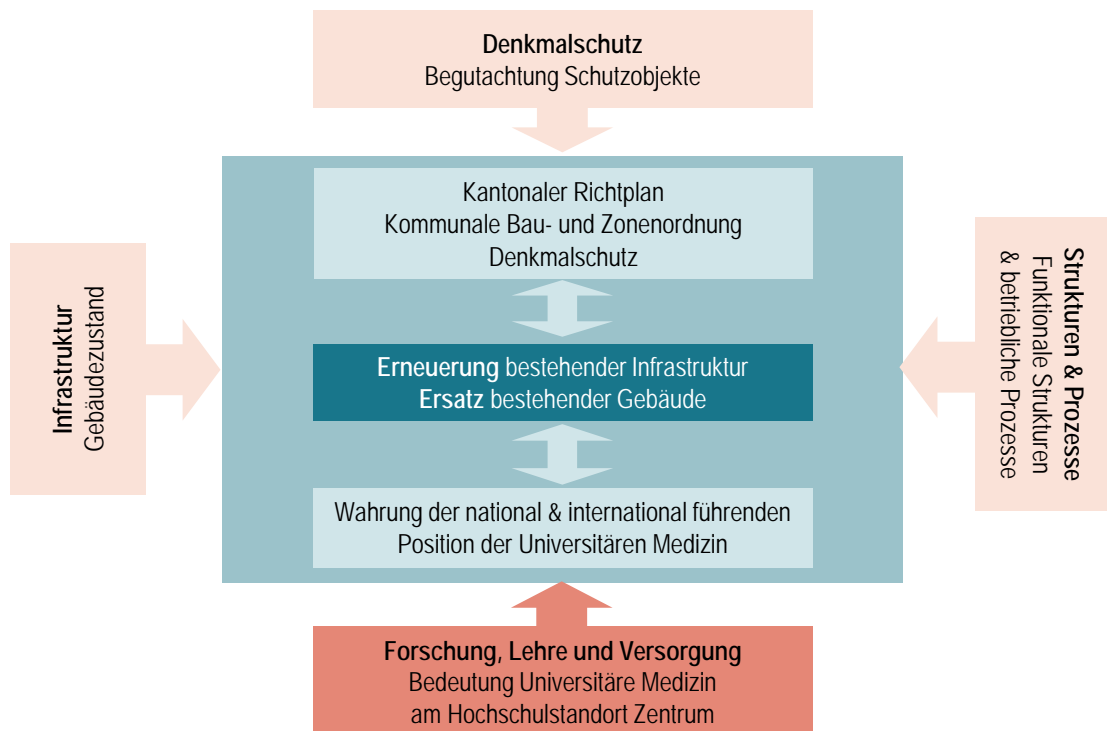 Denkmalschutz
Begutachtung Schutzobjekte
Kantonaler Richtplan
Kommunale Bau- und Zonenordnung
Denkmalschutz
Infrastruktur
Gebäudezustand
Erneuerung bestehender Infrastruktur
Ersatz bestehender Gebäude
Strukturen & Prozesse
Funktionale Strukturen
& betriebliche Prozesse
Wahrung der national & international führenden
Position der Universitären Medizin
Forschung, Lehre und Versorgung
Bedeutung Universitäre Medizin
am Hochschulstandort Zentrum